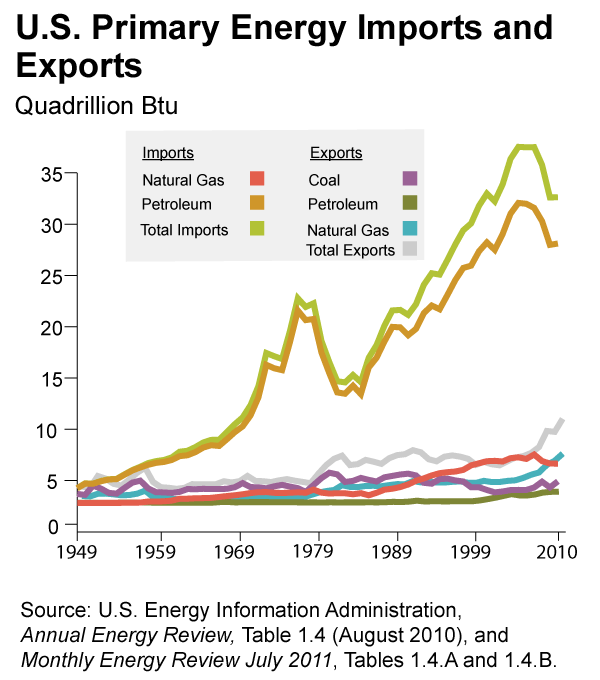 U.S. Primary Energy Imports and
Exports
Quadrillion Btu
Imports
Natural Gas
Petroleum
Total Imports
Exports
Coal
Petroleum
Natural Gas
Total Exports
35
30
25
20
15
10
5
0
1949 1959 1969 1979 1989 1999 2010
Source: U.S. Energy Information Administration,
Annual Energy Review, Table 1.4 (August 2010), and
Monthly Energy Review July 2011, Tables 1.4.A and 1.4.B.